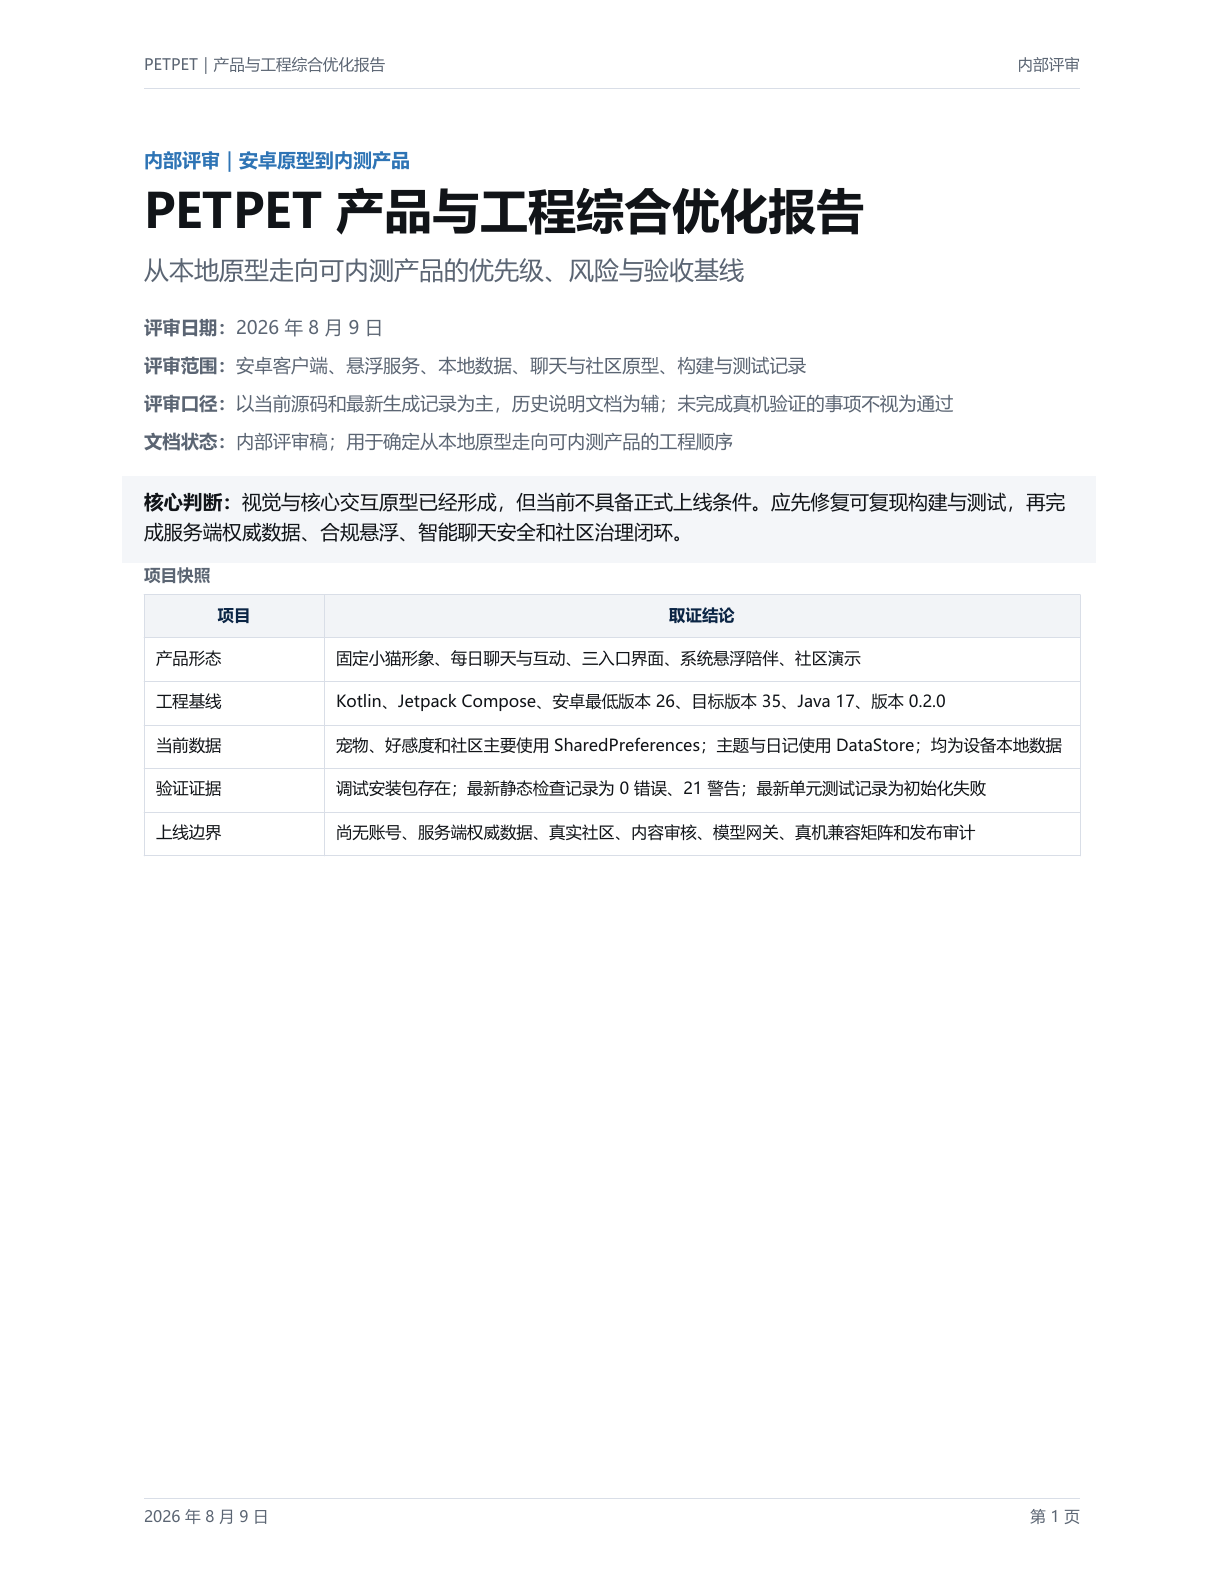 PETPET｜产品与工程综合优化报告
内部评审
内部评审｜安卓原型到内测产品
PETPET 产品与工程综合优化报告
从本地原型走向可内测产品的优先级、风险与验收基线
评审日期：2026 年 8 月 9 日
评审范围：安卓客户端、悬浮服务、本地数据、聊天与社区原型、构建与测试记录
评审口径：以当前源码和最新生成记录为主，历史说明文档为辅；未完成真机验证的事项不视为通过
文档状态：内部评审稿；用于确定从本地原型走向可内测产品的工程顺序
核心判断：视觉与核心交互原型已经形成，但当前不具备正式上线条件。应先修复可复现构建与测试，再完
成服务端权威数据、合规悬浮、智能聊天安全和社区治理闭环。
项目快照
项目
取证结论
产品形态
固定小猫形象、每日聊天与互动、三入口界面、系统悬浮陪伴、社区演示
工程基线
Kotlin、Jetpack Compose、安卓最低版本 26、目标版本 35、Java 17、版本 0.2.0
当前数据
宠物、好感度和社区主要使用 SharedPreferences；主题与日记使用 DataStore；均为设备本地数据
验证证据
调试安装包存在；最新静态检查记录为 0 错误、21 警告；最新单元测试记录为初始化失败
上线边界
尚无账号、服务端权威数据、真实社区、内容审核、模型网关、真机兼容矩阵和发布审计
2026 年 8 月 9 日
第 1 页